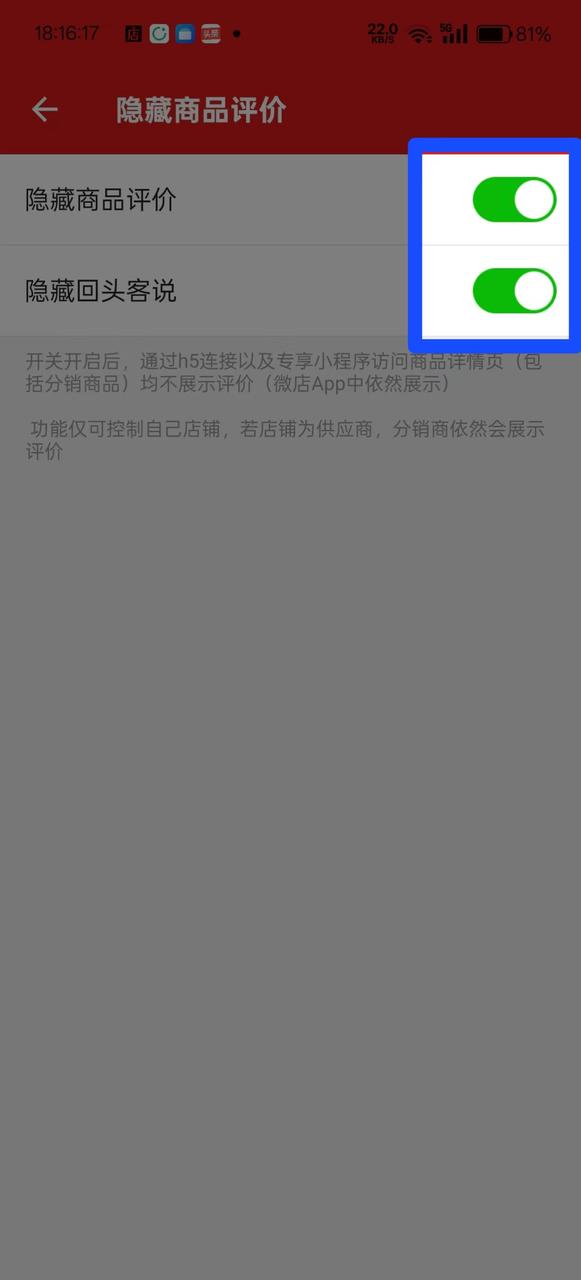 18:16:17
店
头条
22.0
KB/S
5G
81%
隐藏商品评价
隐藏商品评价
隐藏回头客说
开关开启后，通过h5连接以及专享小程序访问商品详情页（包
括分销商品）均不展示评价（微店App中依然展示）
功能仅可控制自己店铺，若店铺为供应商，分销商依然会展示
评价